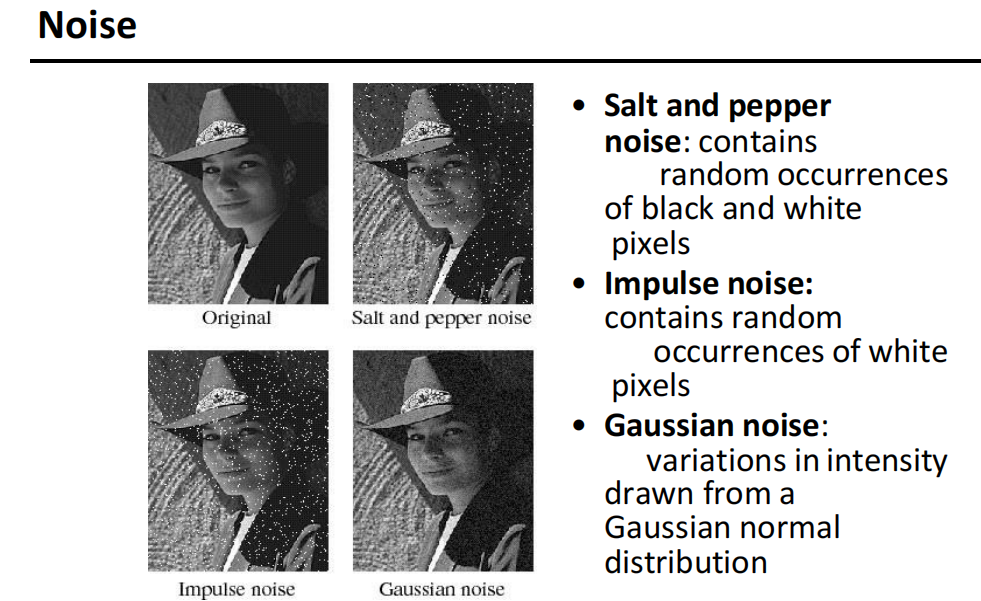 Noise
Original
Salt and pepper noise
Impulse noise
Gaussian noise
• Salt and pepper
noise: contains
random occurrences
of black and white
pixels
• Impulse noise:
contains random
occurrences of white
pixels
• Gaussian noise:
variations in intensity
drawn from a
Gaussian normal
distribution